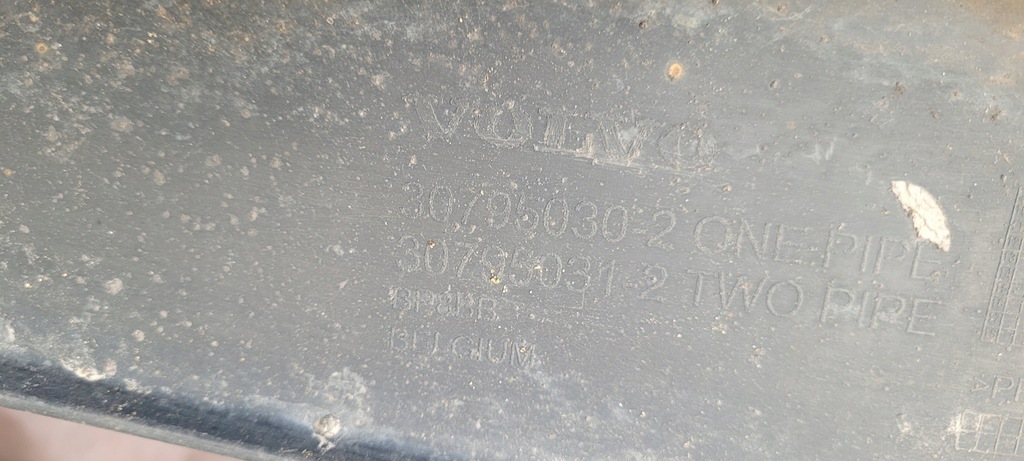 VOLVO
30795030-2 ONE PIPE
30795031-2 TWO PIPE
BELGIUM
>P